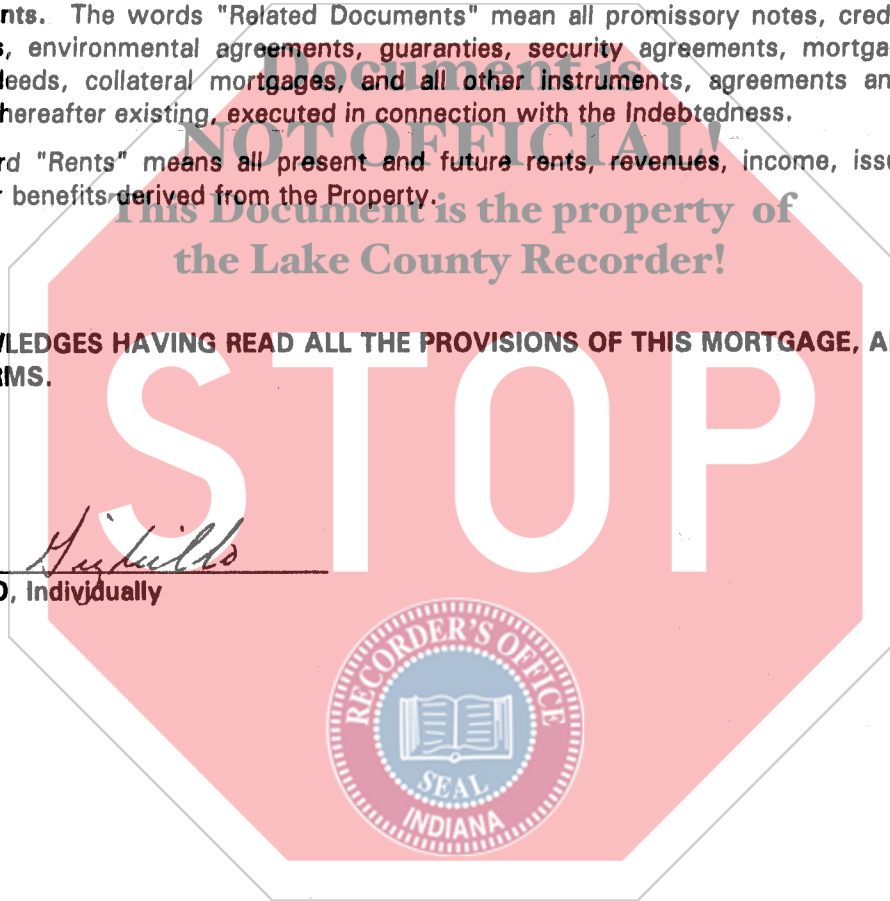 nts. The words "Related Documents" mean all promissory notes, cred
s, environmental agreements, guaranties, security agreements, mortga
deeds, collateral mortgages, and all other instruments, agreements an
hereafter existing, executed in connection with the Indebtedness.
rd "Rents" means all present and future rents, revenues, income, issu
r benefits derived from the Property.
Document is
NOT OFFICIAL!
This Document is the property of
the Lake County Recorder!
WLEDGES HAVING READ ALL THE PROVISIONS OF THIS MORTGAGE, A
RMS.
STOP
O, Individually
RECORDER'S OFFICE
SEAL
INDIANA